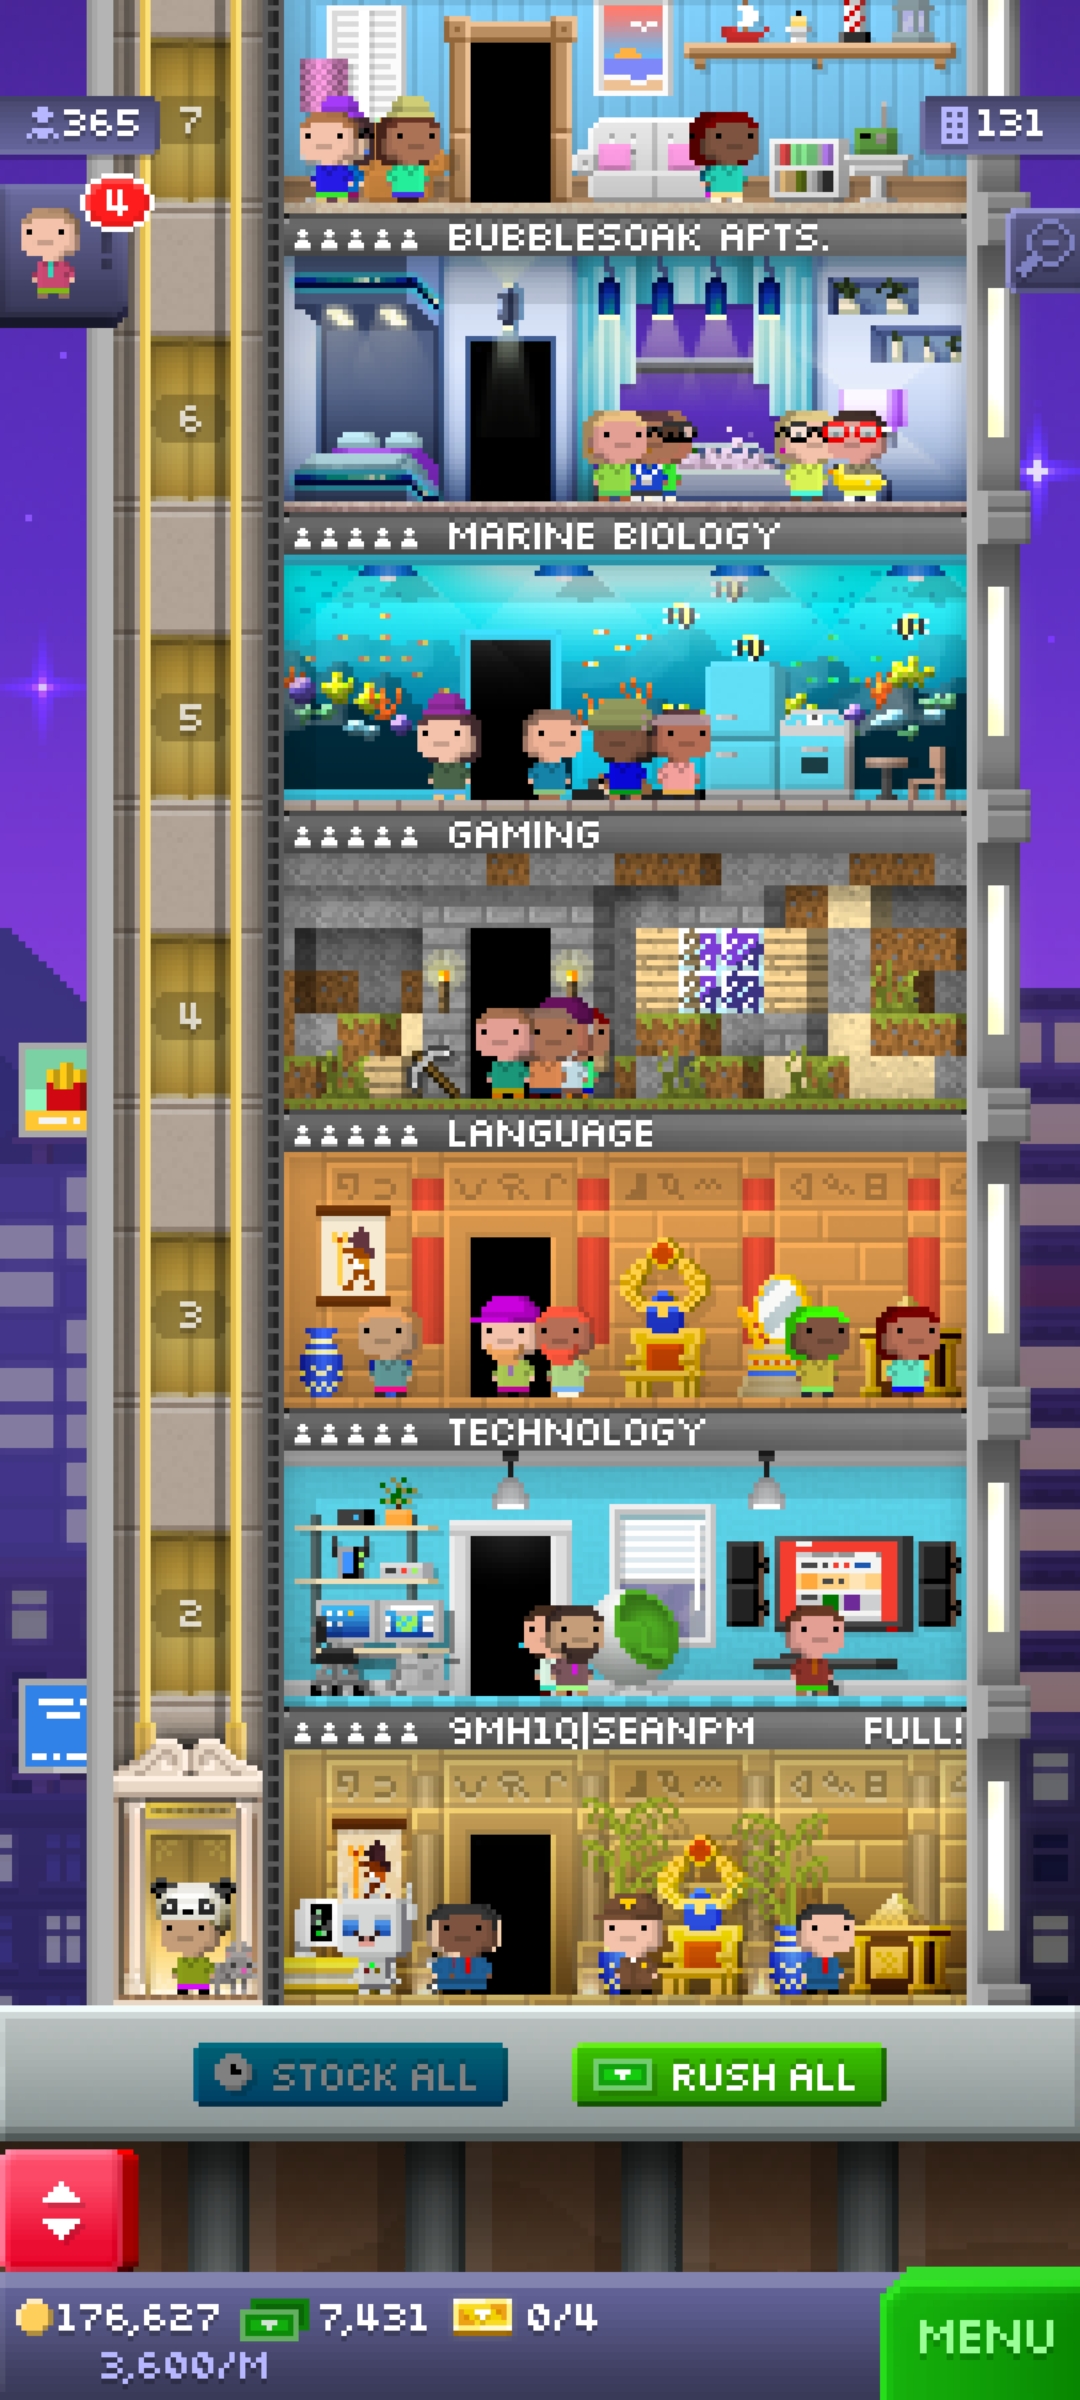 365
7
131
4
BUBBLESOAK APTS.
6
MARINE BIOLOGY
5
GAMING
4
LANGUAGE
3
TECHNOLOGY
2
9MH1Q|SEANPM FULL!
STOCK ALL
RUSH ALL
176,627 7,431 0/4
3,600/M
MENU